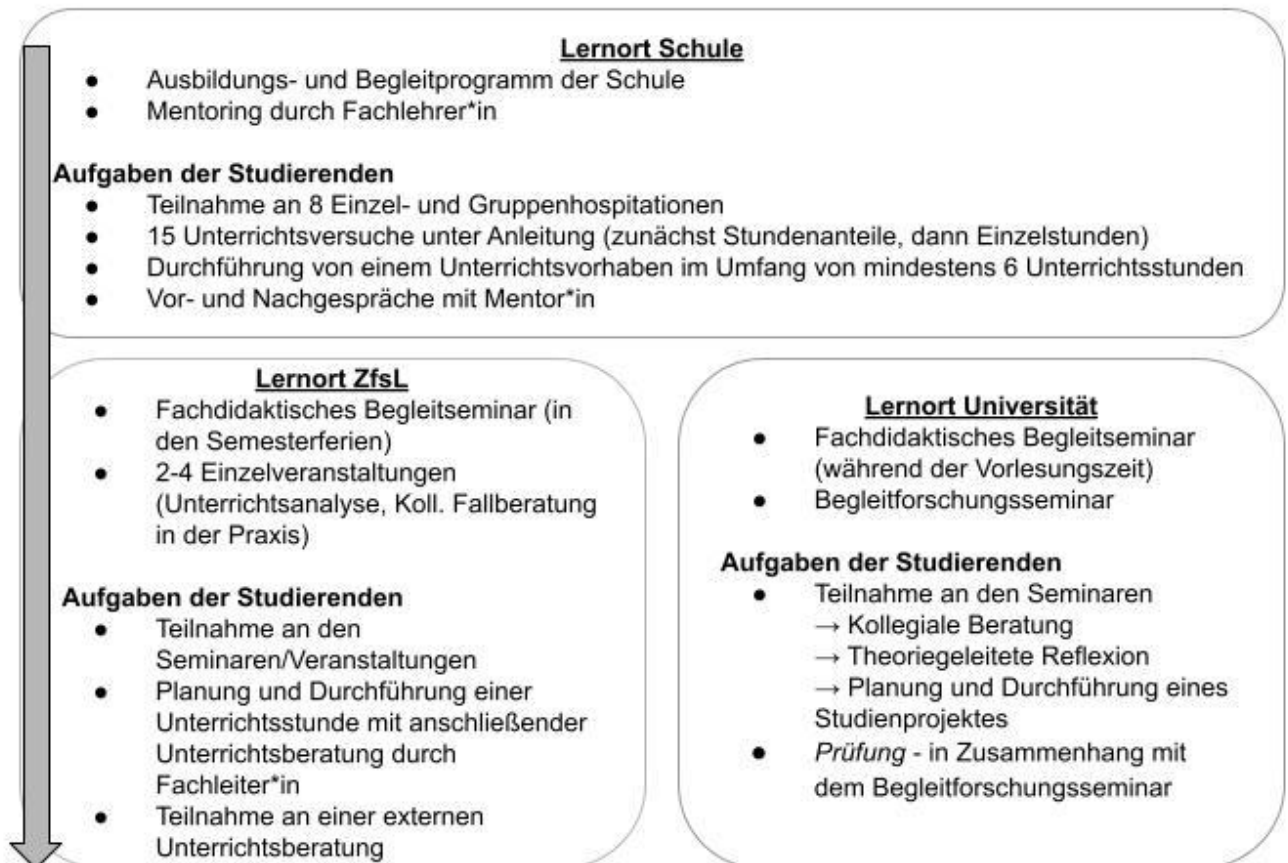 Lernort Schule
● Ausbildungs- und Begleitprogramm der Schule
● Mentoring durch Fachlehrer*in
Aufgaben der Studierenden
● Teilnahme an 8 Einzel- und Gruppenhospitationen
● 15 Unterrichtsversuche unter Anleitung (zunächst Stundenanteile, dann Einzelstunden)
● Durchführung von einem Unterrichtsvorhaben im Umfang von mindestens 6 Unterrichtsstunden
● Vor- und Nachgespräche mit Mentor*in
Lernort ZfsL
● Fachdidaktisches Begleitseminar (in
den Semesterferien)
● 2-4 Einzelveranstaltungen
(Unterrichtsanalyse, Koll. Fallberatung
in der Praxis)
Aufgaben der Studierenden
● Teilnahme an den
Seminaren/Veranstaltungen
● Planung und Durchführung einer
Unterrichtsstunde mit anschließender
Unterrichtsberatung durch
Fachleiter*in
● Teilnahme an einer externen
Unterrichtsberatung
Lernort Universität
● Fachdidaktisches Begleitseminar
(während der Vorlesungszeit)
● Begleitforschungsseminar
Aufgaben der Studierenden
● Teilnahme an den Seminaren
→ Kollegiale Beratung
→ Theoriegeleitete Reflexion
→ Planung und Durchführung eines
Studienprojektes
● Prüfung - in Zusammenhang mit
dem Begleitforschungsseminar